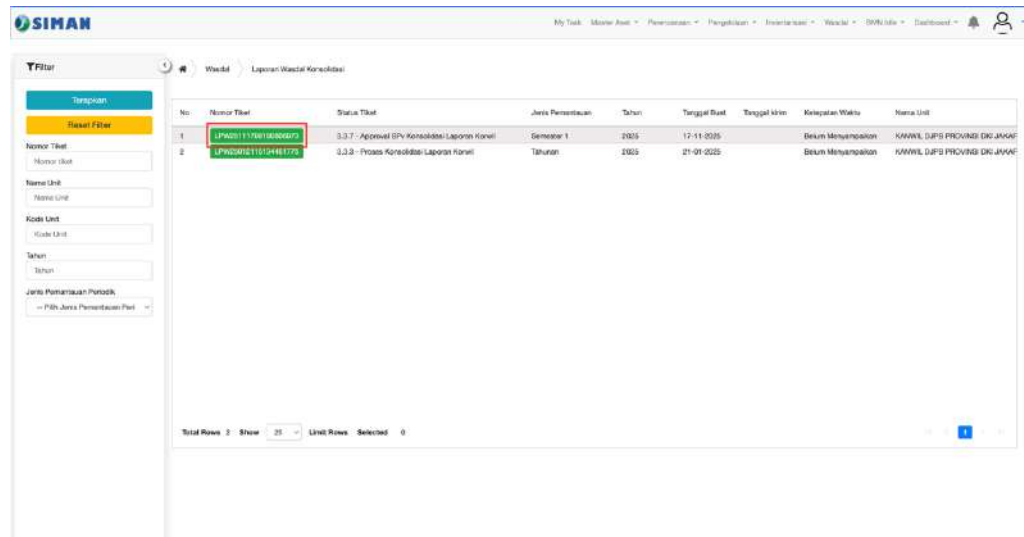 SIMAN
My Task Master Aset Perencanaan Pengelolaan Inventarisasi Wasdal BMN Idle Dashboard
Filter
Wasdal Laporan Wasdal Konsolidasi
Terapkan
Reset Filter
Nomor Tiket
Nomor tiket
Nama Unit
Nama Unit
Kode Unit
Kode Unit
Tahun
Tahun
Jenis Pemantauan Periodik
-- Pilih Jenis Pemantauan Peri
No Nomor Tiket Status Tiket Jenis Pemantauan Tahun Tanggal Buat Tanggal kirim Ketepatan Waktu Nama Unit
1 3.3.7 - Approval SPv Konsolidasi Laporan Korwil Semester 1 2025 17-11-2025 Belum Menyampaikan KANWIL DJPB PROVINSI DKI JAKAR
2 3.3.3 - Proses Konsolidasi Laporan Korwil Tahunan 2025 21-01-2025 Belum Menyampaikan KANWIL DJPB PROVINSI DKI JAKAR
Total Rows 2 Show 25 Limit Rows Selected 0
1